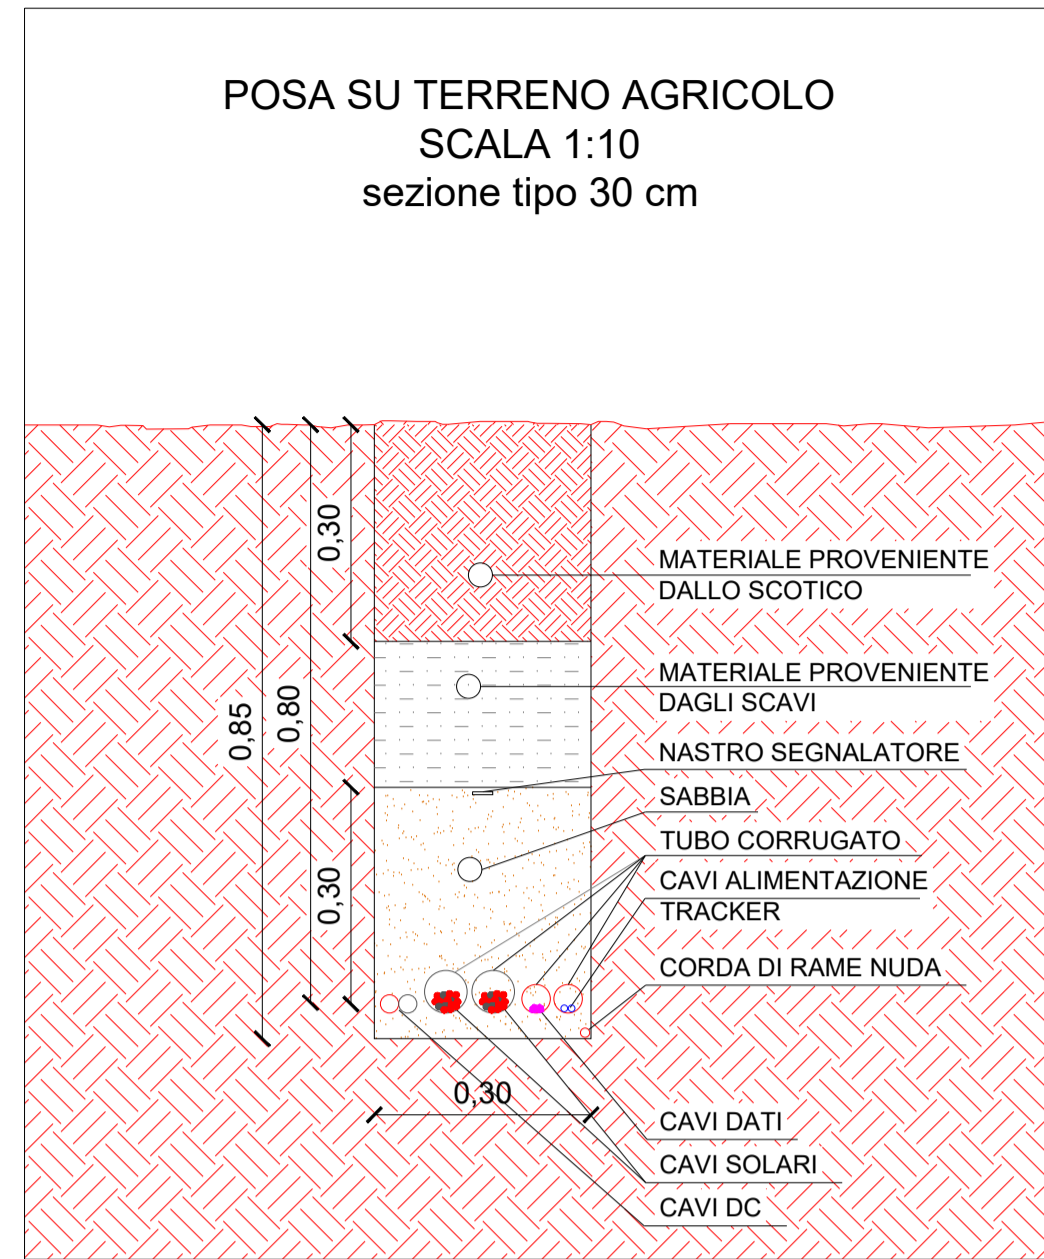 POSA SU TERRENO AGRICOLO
SCALA 1:10
sezione tipo 30 cm
0,30
MATERIALE PROVENIENTE
DALLO SCOTICO
MATERIALE PROVENIENTE
DAGLI SCAVI
0,85
0,80
NASTRO SEGNALATORE
SABBIA
TUBO CORRUGATO
0,30
CAVI ALIMENTAZIONE
TRACKER
CORDA DI RAME NUDA
0,30
CAVI DATI
CAVI SOLARI
CAVI DC